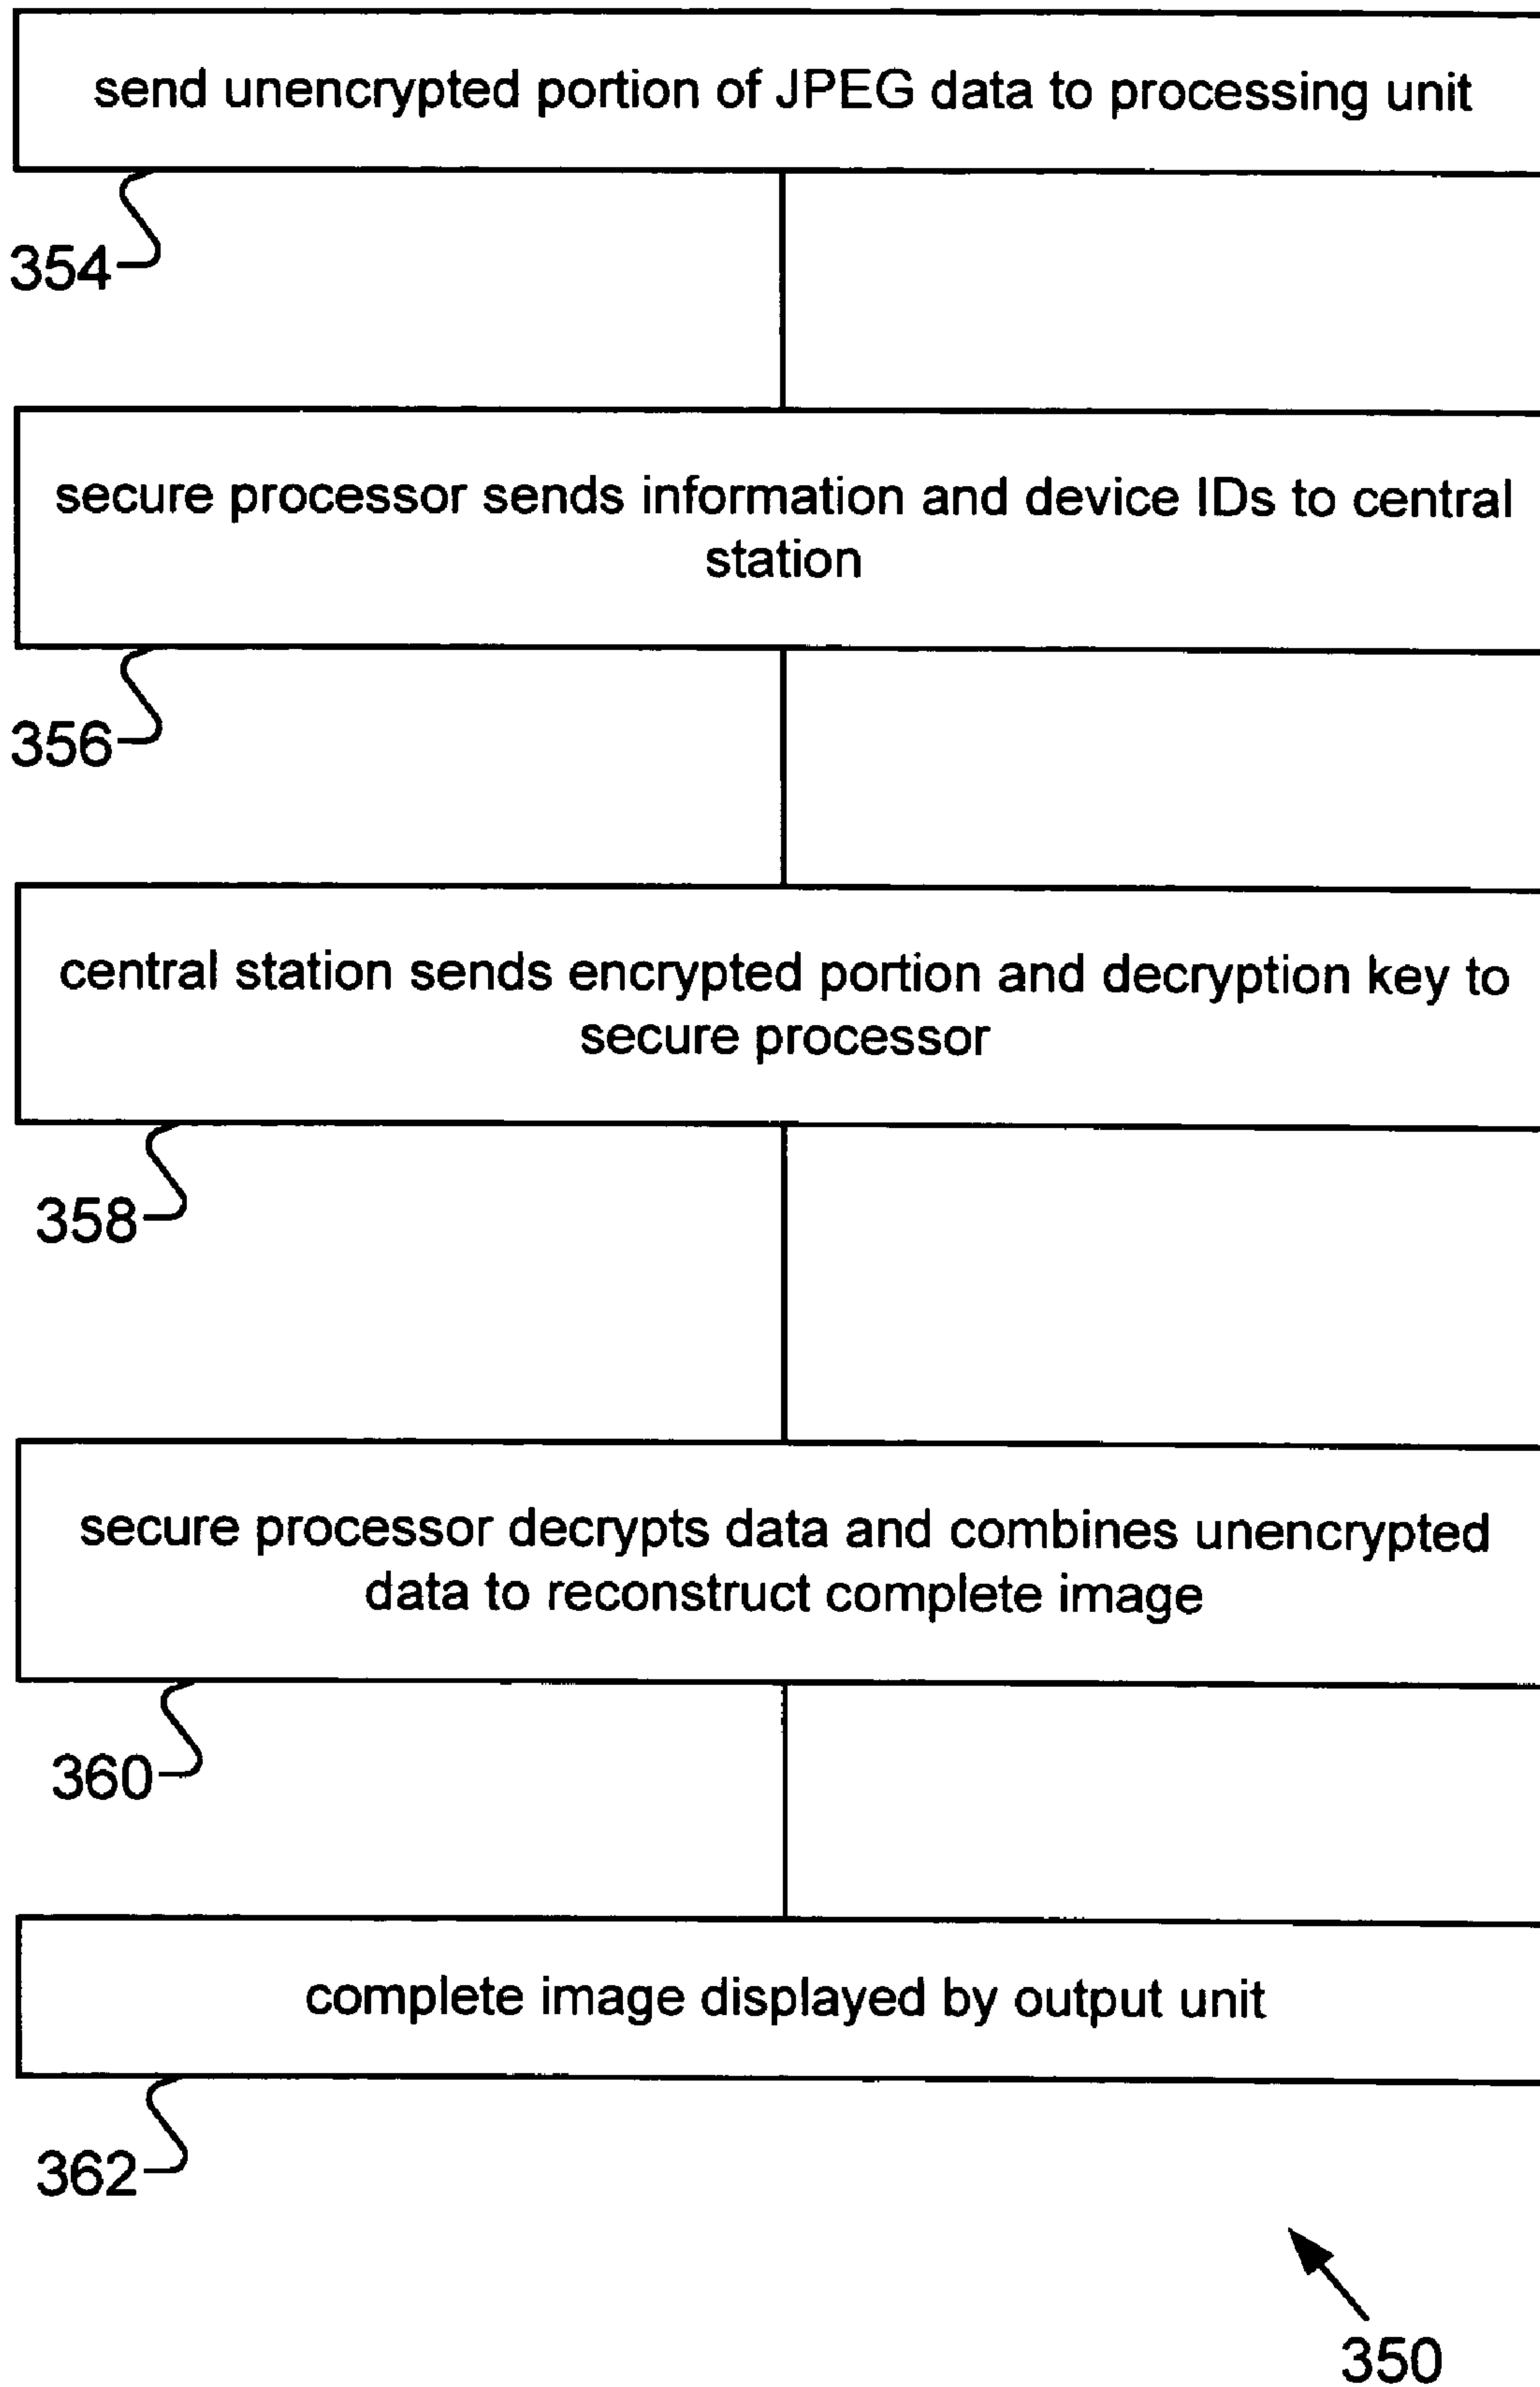 send unencrypted portion of JPEG data to processing unit
354
secure processor sends information and device IDs to central
station
356
central station sends encrypted portion and decryption key to
secure processor
358
secure processor decrypts data and combines unencrypted
data to reconstruct complete image
360
complete image displayed by output unit
362
350